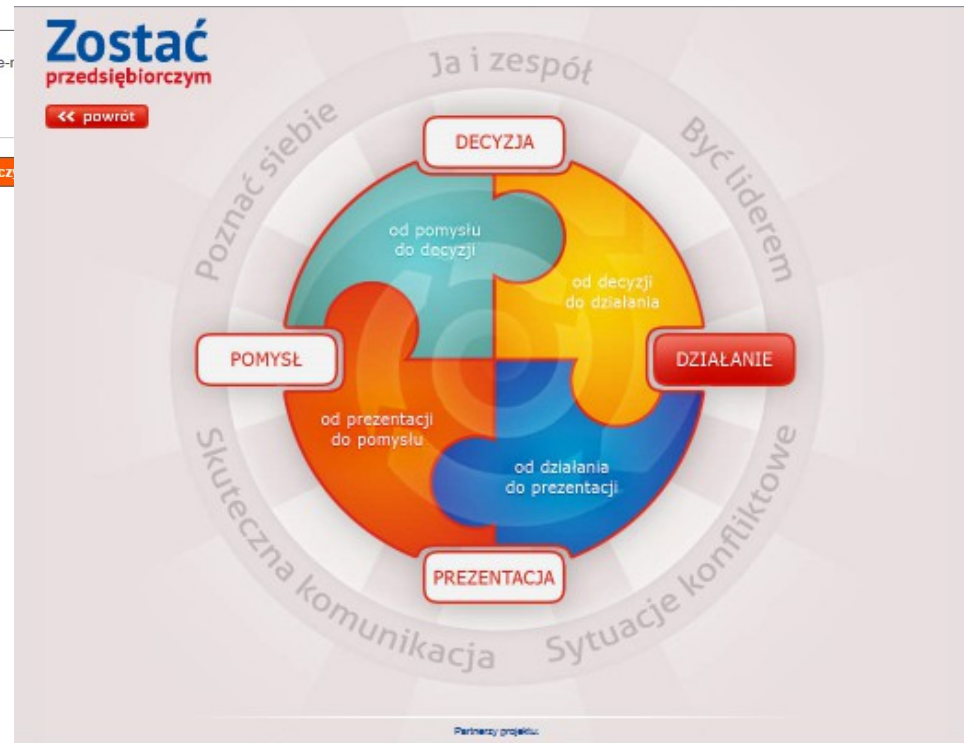 Zostać
przedsiębiorczym
<< powrót
Ja i zespół
Poznać siebie
Być liderem
DECYZJA
od pomysłu
do decyzji
od decyzji
do działania
POMYSŁ
DZIAŁANIE
od prezentacji
do pomysłu
od działania
do prezentacji
PREZENTACJA
Skuteczna komunikacja
Sytuacje konfliktowe
Partnerzy projektu: